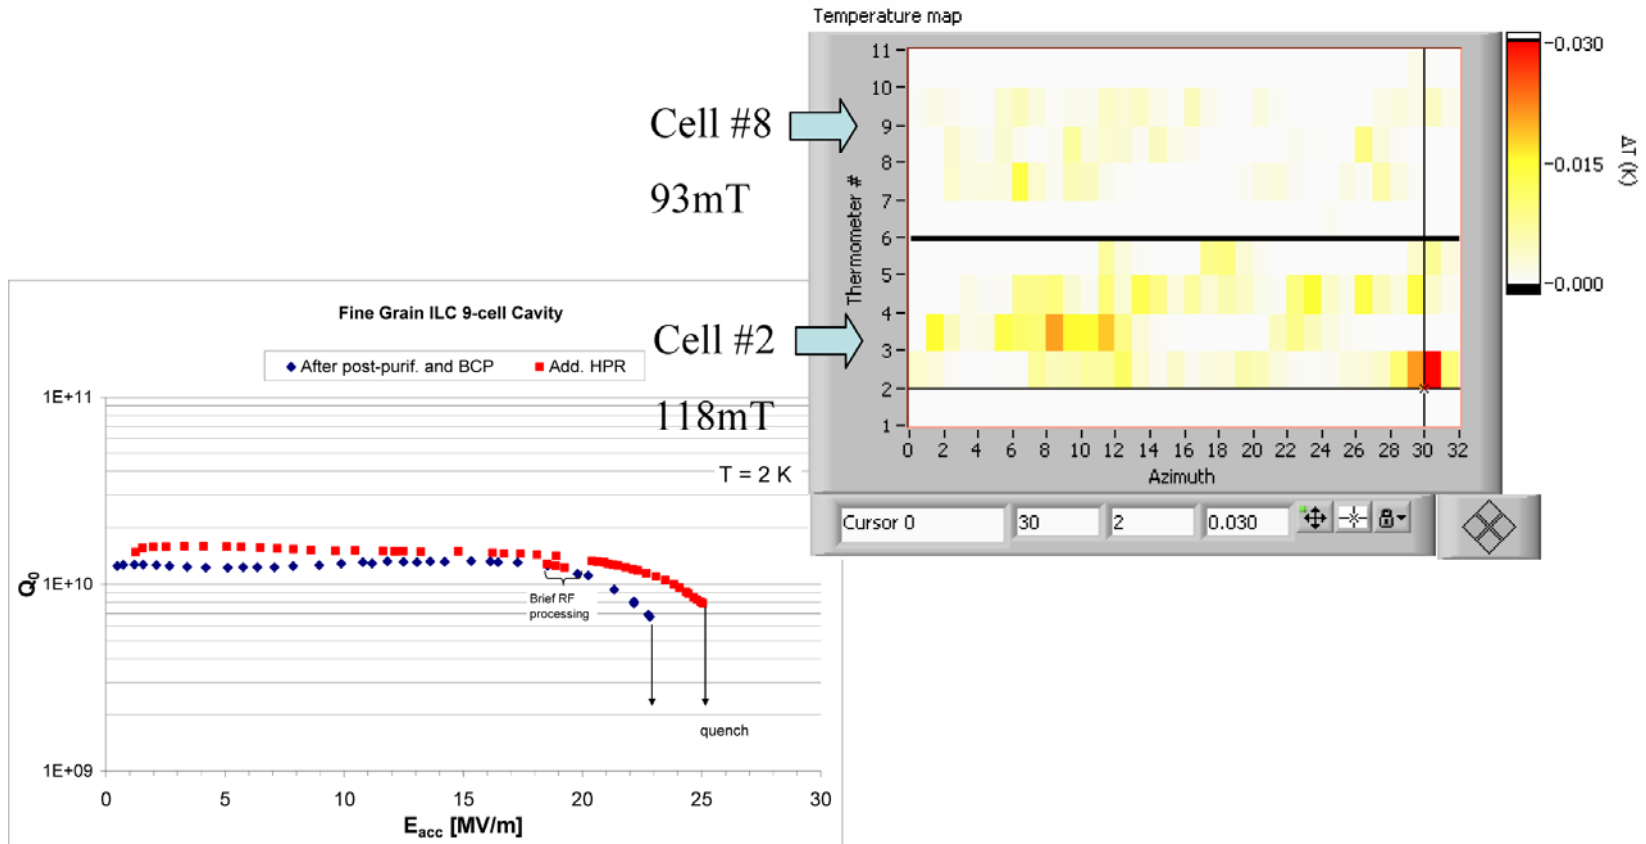 Temperature map
Cell #8
93mT
Cell #2
118mT
Thermometer #
11
10
9
8
7
6
5
4
3
2
1
0 2 4 6 8 10 12 14 16 18 20 22 24 26 28 30 32
Azimuth
-0.030
-0.015
-0.000
ΔT (K)
Cursor 0 30 2 0.030
Fine Grain ILC 9-cell Cavity
After post-purif. and BCP Add. HPR
T = 2 K
Brief RF
processing
quench
Q0
1E+11
1E+10
1E+09
0 5 10 15 20 25 30
Eacc [MV/m]